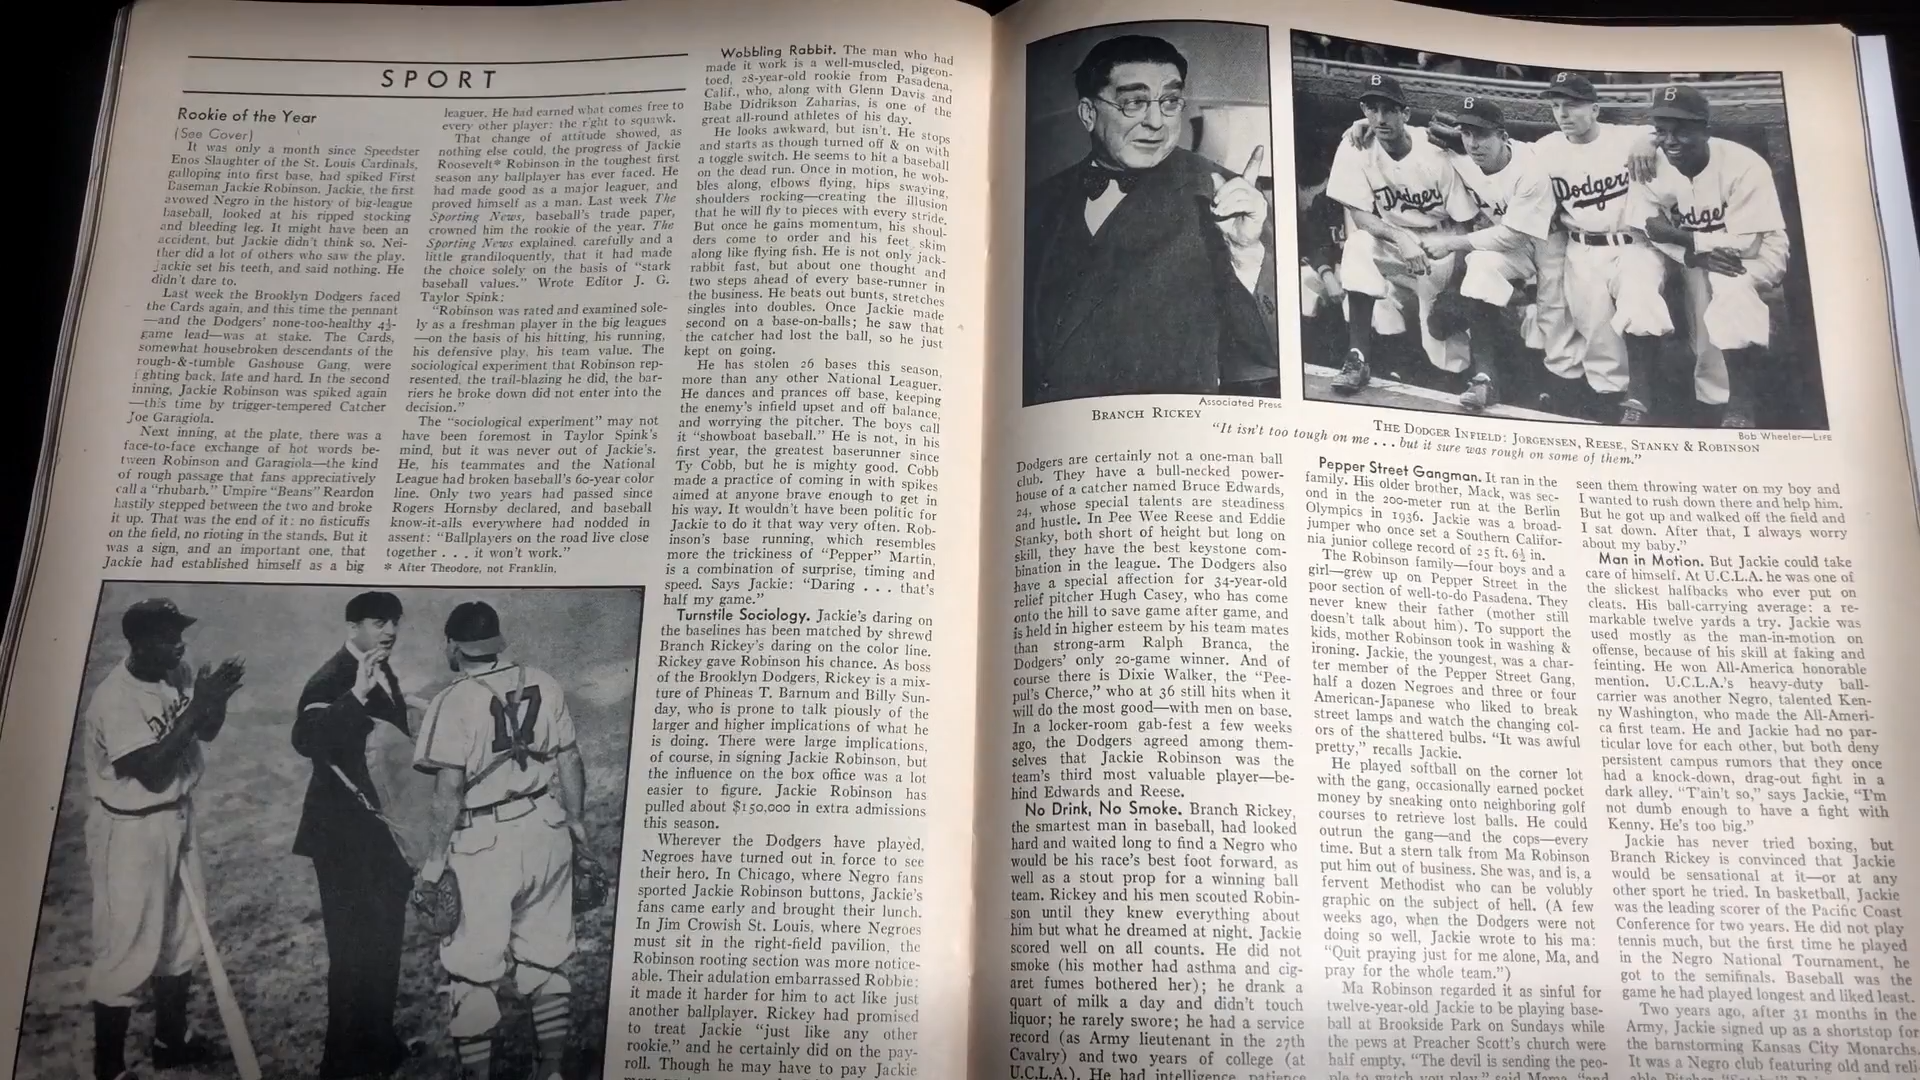 SPORT
Rookie of the Year
(See Cover)
It was only a month since Speedster
Enos Slaughter of the St. Louis Cardinals,
galloping into first base, had spiked First
Baseman Jackie Robinson. Jackie, the first
avowed Negro in the history of big-league
baseball, looked at his ripped stocking
and bleeding leg. It might have been an
accident, but Jackie didn't think so. Nei-
ther did a lot of others who saw the play.
Jackie set his teeth, and said nothing. He
didn't dare to.
Last week the Brooklyn Dodgers faced
the Cards again, and this time the pennant
—and the Dodgers' none-too-healthy 4½-
game lead—was at stake. The Cards,
somewhat housebroken descendants of the
rough-&-tumble Gashouse Gang, were
fighting back, late and hard. In the second
inning, Jackie Robinson was spiked again
—this time by trigger-tempered Catcher
Joe Garagiola.
Next inning, at the plate, there was a
face-to-face exchange of hot words be-
tween Robinson and Garagiola—the kind
of rough passage that fans appreciatively
call a "rhubarb." Umpire "Beans" Reardon
hastily stepped between the two and broke
it up. That was the end of it: no fisticuffs
on the field, no rioting in the stands. But it
was a sign, and an important one, that
Jackie had established himself as a big
leaguer. He had earned what comes free to
every other player: the right to squawk.
That change of attitude showed, as
nothing else could, the progress of Jackie
Roosevelt* Robinson in the toughest first
season any ballplayer has ever faced. He
had made good as a major leaguer, and
proved himself as a man. Last week The
Sporting News, baseball's trade paper,
crowned him the rookie of the year. The
Sporting News explained, carefully and a
little grandiloquently, that it had made
the choice solely on the basis of "stark
baseball values." Wrote Editor J. G.
Taylor Spink:
"Robinson was rated and examined sole-
ly as a freshman player in the big leagues
—on the basis of his hitting, his running,
his defensive play, his team value. The
sociological experiment that Robinson rep-
resented, the trail-blazing he did, the bar-
riers he broke down did not enter into the
decision."
The "sociological experiment" may not
have been foremost in Taylor Spink's
mind, but it was never out of Jackie's.
He, his teammates and the National
League had broken baseball's 60-year color
line. Only two years had passed since
Rogers Hornsby declared, and baseball
know-it-alls everywhere had nodded in
assent: "Ballplayers on the road live close
together . . . it won't work."
* After Theodore, not Franklin.
Wobbling Rabbit. The man who had
made it work is a well-muscled, pigeon-
toed, 28-year-old rookie from Pasadena,
Calif., who, along with Glenn Davis and
Babe Didrikson Zaharias, is one of the
great all-round athletes of his day.
He looks awkward, but isn't. He stops
and starts as though turned off & on with
a toggle switch. He seems to hit a baseball
on the dead run. Once in motion, he wob-
bles along, elbows flying, hips swaying,
shoulders rocking—creating the illusion
that he will fly to pieces with every stride.
But once he gains momentum, his shoul-
ders come to order and his feet skim
along like flying fish. He is not only jack-
rabbit fast, but about one thought and
two steps ahead of every base-runner in
the business. He beats out bunts, stretches
singles into doubles. Once Jackie made
second on a base-on-balls; he saw that
the catcher had lost the ball, so he just
kept on going.
He has stolen 26 bases this season,
more than any other National Leaguer.
He dances and prances off base, keeping
the enemy's infield upset and off balance,
and worrying the pitcher. The boys call
it "showboat baseball." He is not, in his
first year, the greatest baserunner since
Ty Cobb, but he is mighty good. Cobb
made a practice of coming in with spikes
aimed at anyone brave enough to get in
his way. It wouldn't have been politic for
Jackie to do it that way very often. Rob-
inson's base running, which resembles
more the trickiness of "Pepper" Martin,
is a combination of surprise, timing and
speed. Says Jackie: "Daring . . . that's
half my game."
Turnstile Sociology. Jackie's daring on
the baselines has been matched by shrewd
Branch Rickey's daring on the color line.
Rickey gave Robinson his chance. As boss
of the Brooklyn Dodgers, Rickey is a mix-
ture of Phineas T. Barnum and Billy Sun-
day, who is prone to talk piously of the
larger and higher implications of what he
is doing. There were large implications,
of course, in signing Jackie Robinson, but
the influence on the box office was a lot
easier to figure. Jackie Robinson has
pulled about $150,000 in extra admissions
this season.
Wherever the Dodgers have played,
Negroes have turned out in force to see
their hero. In Chicago, where Negro fans
sported Jackie Robinson buttons, Jackie's
fans came early and brought their lunch.
In Jim Crowish St. Louis, where Negroes
must sit in the right-field pavilion, the
Robinson rooting section was more notice-
able. Their adulation embarrassed Robbie:
it made it harder for him to act like just
another ballplayer. Rickey had promised
to treat Jackie "just like any other
rookie," and he certainly did on the pay-
roll. Though he may have to pay Jackie
17
B
B
B
B
Dodgers
Dodgers
Dodge
Associated Press
BRANCH RICKEY
Bob Wheeler—LIFE
THE DODGER INFIELD: JORGENSEN, REESE, STANKY & ROBINSON
"It isn't too tough on me . . . but it sure was rough on some of them."
Dodgers are certainly not a one-man ball
club. They have a bull-necked power-
house of a catcher named Bruce Edwards,
24, whose special talents are steadiness
and hustle. In Pee Wee Reese and Eddie
Stanky, both short of height but long on
skill, they have the best keystone com-
bination in the league. The Dodgers also
have a special affection for 34-year-old
relief pitcher Hugh Casey, who has come
onto the hill to save game after game, and
is held in higher esteem by his team mates
than strong-arm Ralph Branca, the
Dodgers' only 20-game winner. And of
course there is Dixie Walker, the "Pee-
pul's Cherce," who at 36 still hits when it
will do the most good—with men on base.
In a locker-room gab-fest a few weeks
ago, the Dodgers agreed among them-
selves that Jackie Robinson was the
team's third most valuable player—be-
hind Edwards and Reese.
No Drink, No Smoke. Branch Rickey,
the smartest man in baseball, had looked
hard and waited long to find a Negro who
would be his race's best foot forward, as
well as a stout prop for a winning ball
team. Rickey and his men scouted Robin-
son until they knew everything about
him but what he dreamed at night. Jackie
scored well on all counts. He did not
smoke (his mother had asthma and cig-
aret fumes bothered her); he drank a
quart of milk a day and didn't touch
liquor; he rarely swore; he had a service
record (as Army lieutenant in the 27th
Cavalry) and two years of college (at
U.C.L.A.). He had intelligence, patience
Pepper Street Gangman. It ran in the
family. His older brother, Mack, was sec-
ond in the 200-meter run at the Berlin
Olympics in 1936. Jackie was a broad-
jumper who once set a Southern Califor-
nia junior college record of 25 ft. 6½ in.
The Robinson family—four boys and a
girl—grew up on Pepper Street in the
poor section of well-to-do Pasadena. They
never knew their father (mother still
doesn't talk about him). To support the
kids, mother Robinson took in washing &
ironing. Jackie, the youngest, was a char-
ter member of the Pepper Street Gang,
half a dozen Negroes and three or four
American-Japanese who liked to break
street lamps and watch the changing col-
ors of the shattered bulbs. "It was awful
pretty," recalls Jackie.
He played softball on the corner lot
with the gang, occasionally earned pocket
money by sneaking onto neighboring golf
courses to retrieve lost balls. He could
outrun the gang—and the cops—every
time. But a stern talk from Ma Robinson
put him out of business. She was, and is, a
fervent Methodist who can be volubly
graphic on the subject of hell. (A few
weeks ago, when the Dodgers were not
doing so well, Jackie wrote to his ma:
"Quit praying just for me alone, Ma, and
pray for the whole team.")
Ma Robinson regarded it as sinful for
twelve-year-old Jackie to be playing base-
ball at Brookside Park on Sundays while
the pews at Preacher Scott's church were
half empty. "The devil is sending the peo-
ple to watch you play," said Mama, "and
seen them throwing water on my boy and
I wanted to rush down there and help him.
But he got up and walked off the field and
I sat down. After that, I always worry
about my baby."
Man in Motion. But Jackie could take
care of himself. At U.C.L.A. he was one of
the slickest halfbacks who ever put on
cleats. His ball-carrying average: a re-
markable twelve yards a try. Jackie was
used mostly as the man-in-motion on
offense, because of his skill at faking and
feinting. He won All-America honorable
mention. U.C.L.A.'s heavy-duty ball-
carrier was another Negro, talented Ken-
ny Washington, who made the All-Ameri-
ca first team. He and Jackie had no par-
ticular love for each other, but both deny
persistent campus rumors that they once
had a knock-down, drag-out fight in a
dark alley. "T'ain't so," says Jackie, "I'm
not dumb enough to have a fight with
Kenny. He's too big."
Jackie has never tried boxing, but
Branch Rickey is convinced that Jackie
would be sensational at it—or at any
other sport he tried. In basketball, Jackie
was the leading scorer of the Pacific Coast
Conference for two years. He did not play
tennis much, but the first time he played
in the Negro National Tournament, he
got to the semifinals. Baseball was the
game he had played longest and liked least.
Two years ago, after 31 months in the
Army, Jackie signed up as a shortstop for
the barnstorming Kansas City Monarchs.
It was a Negro club featuring old and reli-